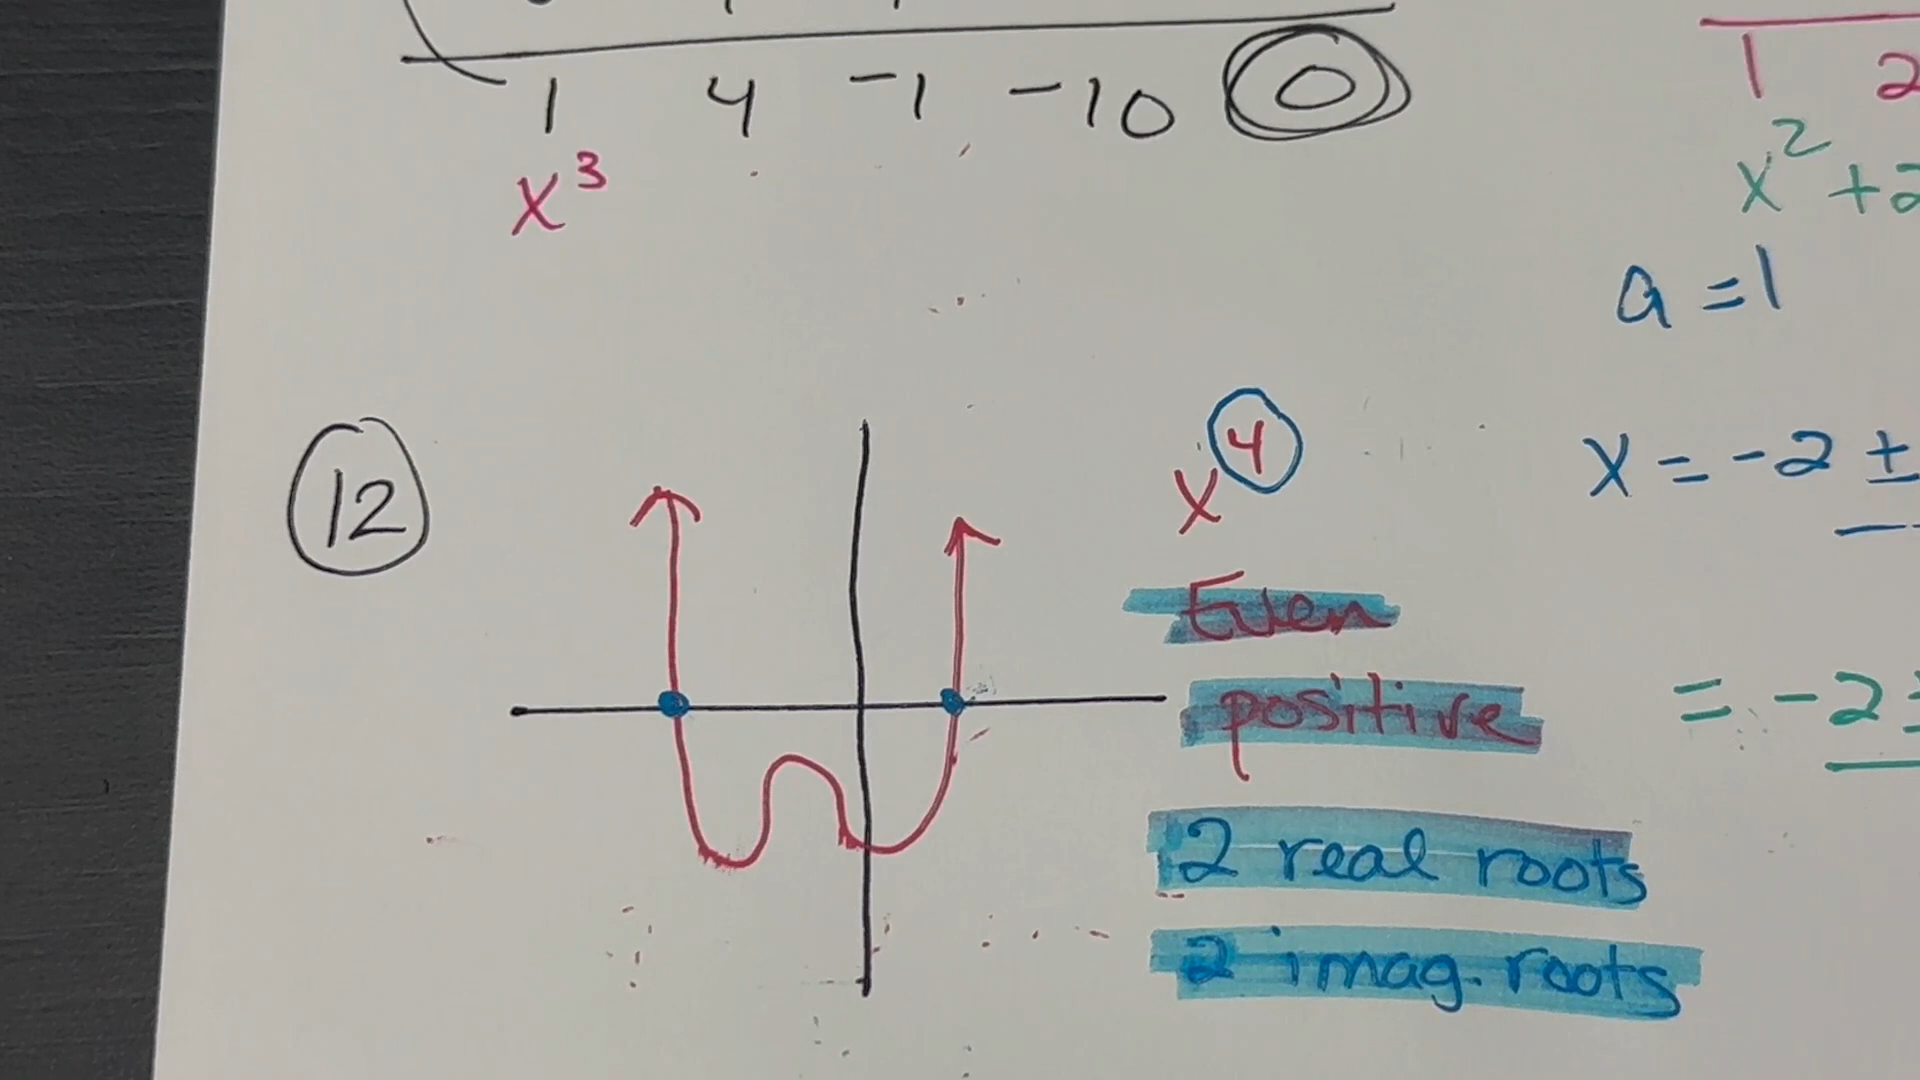 1 4 -1 -10 0
x³
1 2
x² + 2
a = 1
x = -2 ±
= -2 ±
12
x⁴
Even
positive
2 real roots
2 imag. roots